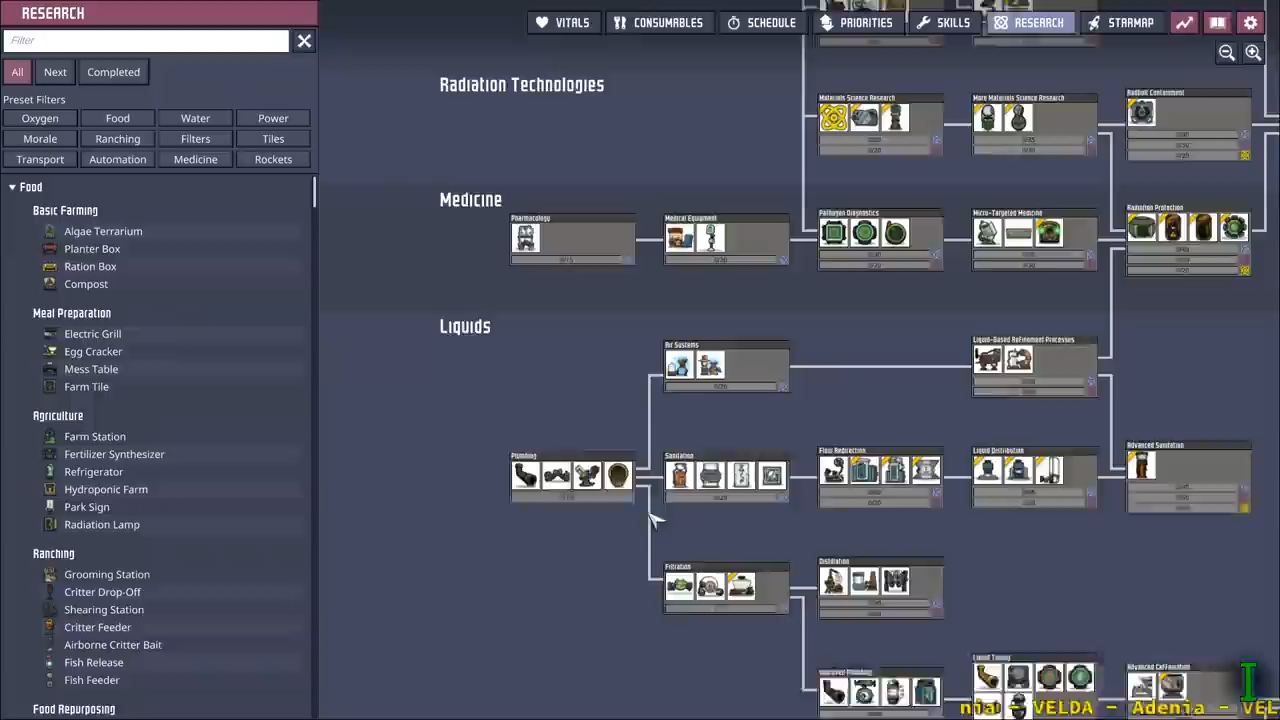 RESEARCH
VITALS
CONSUMABLES
SCHEDULE
PRIORITIES
SKILLS
RESEARCH
STARMAP
Filter
All
Next
Completed
Preset Filters
Oxygen
Food
Water
Power
Morale
Ranching
Filters
Tiles
Transport
Automation
Medicine
Rockets
Food
Basic Farming
Algae Terrarium
Planter Box
Ration Box
Compost
Meal Preparation
Electric Grill
Egg Cracker
Mess Table
Farm Tile
Agriculture
Farm Station
Fertilizer Synthesizer
Refrigerator
Hydroponic Farm
Park Sign
Radiation Lamp
Ranching
Grooming Station
Critter Drop-Off
Shearing Station
Critter Feeder
Airborne Critter Bait
Fish Release
Fish Feeder
Food Repurposing
Radiation Technologies
Materials Science Research
More Materials Science Research
Radbolt Containment
Medicine
Pharmacology
Medical Equipment
Pathogen Diagnostics
Micro-Targeted Medicine
Radiation Protection
Liquids
Air Systems
Liquid-Based Refinement Processes
Plumbing
Sanitation
Flow Redirection
Liquid Distribution
Advanced Sanitation
Filtration
Distillation
Improved Plumbing
Liquid Tuning
Advanced Caffeination
nia - VELDA - Adenia - VEL